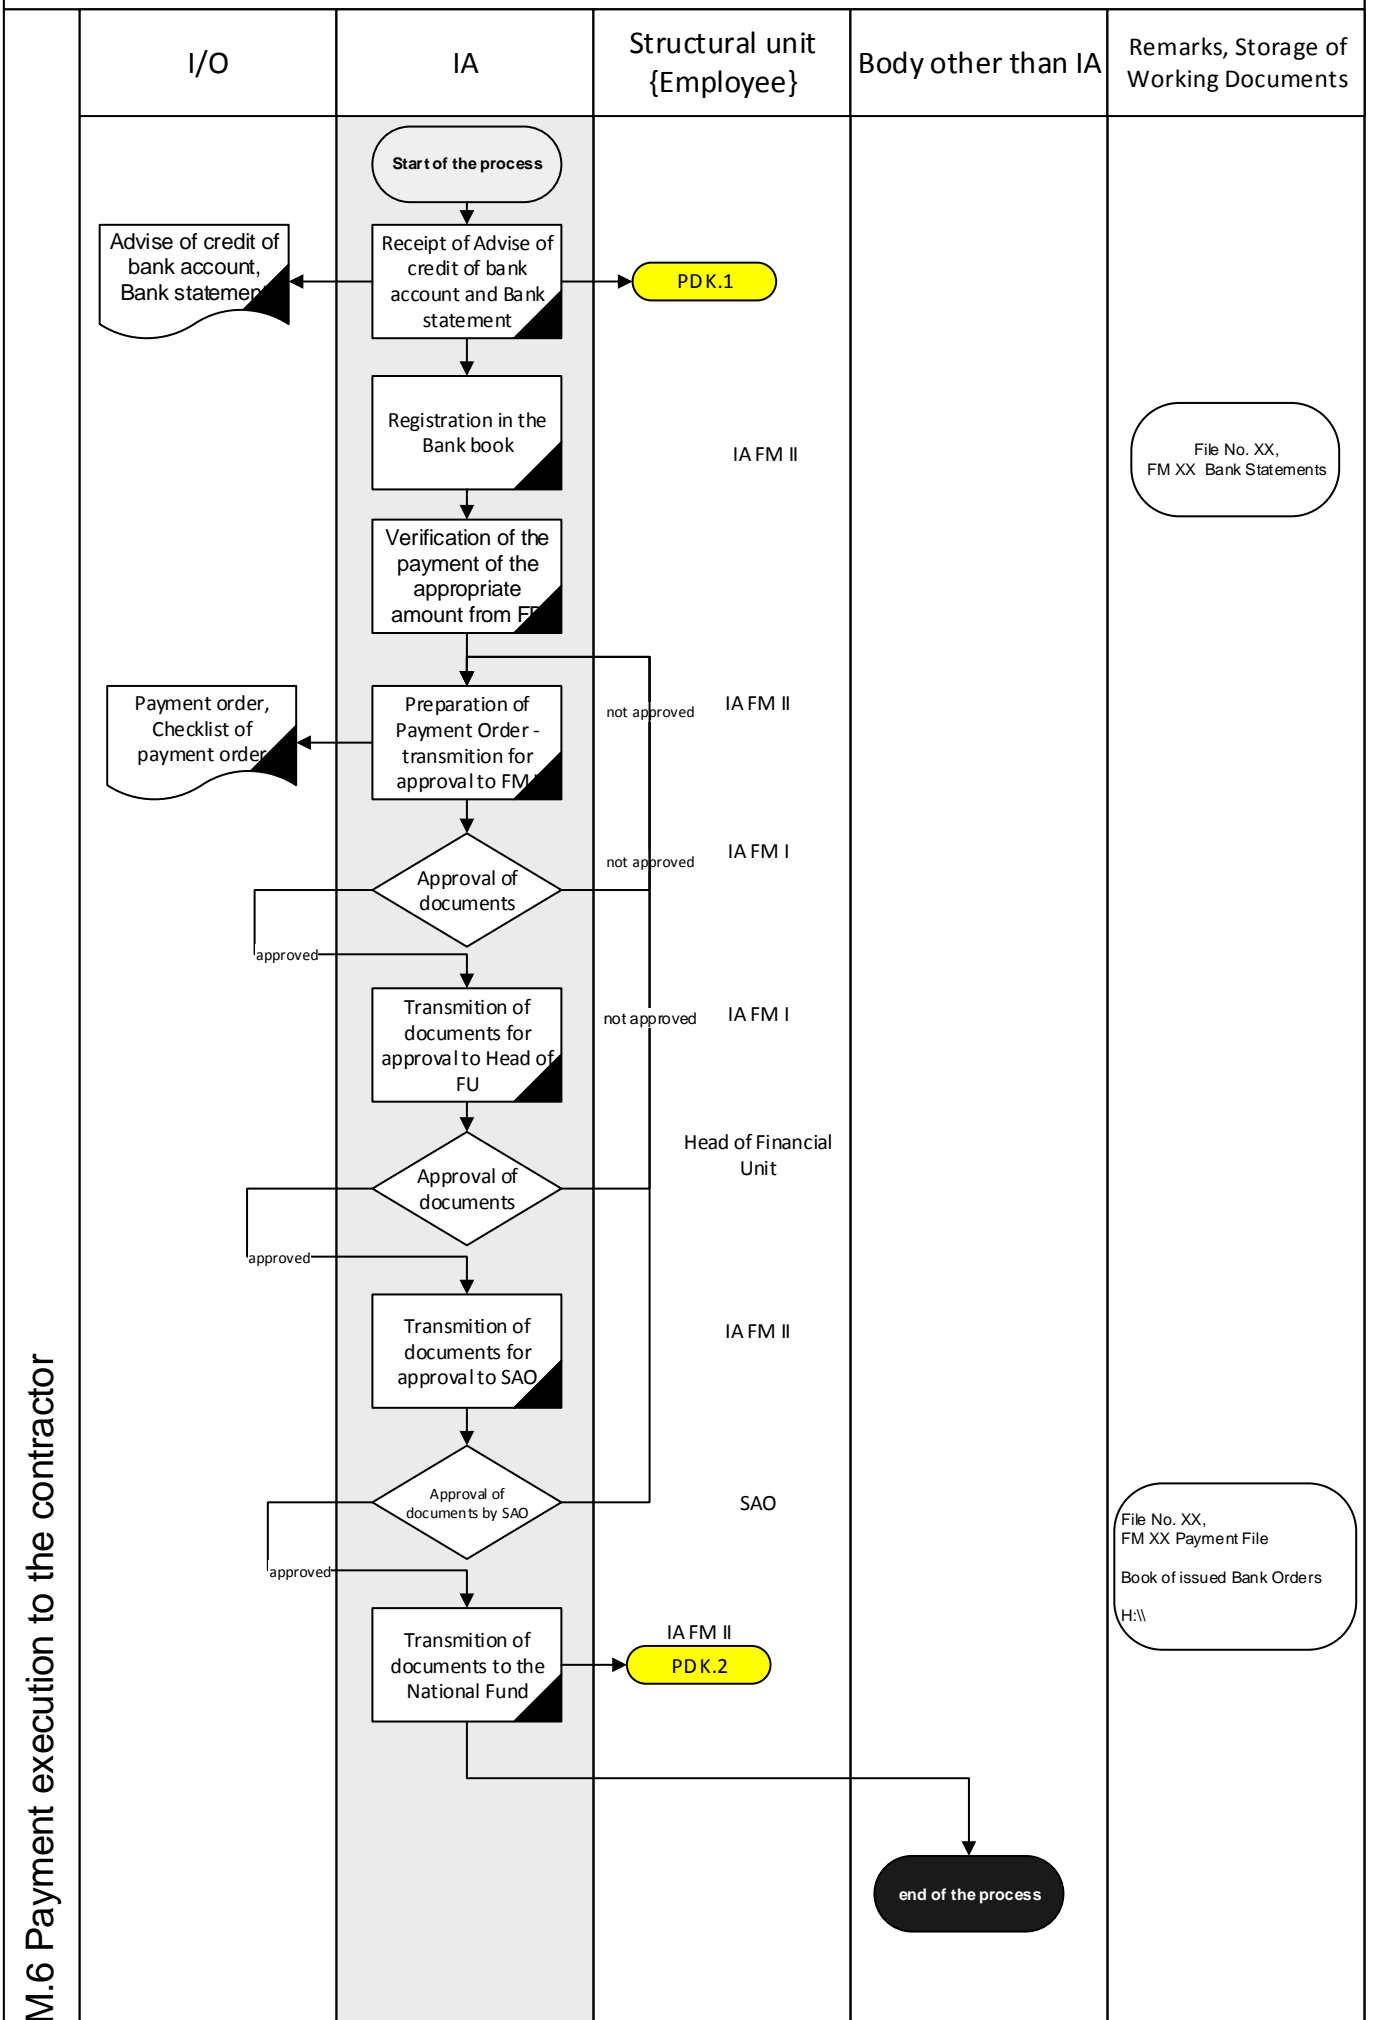 I/O
IA
Structural unit
{Employee}
Body other than IA
Remarks, Storage of
Working Documents
M.6 Payment execution to the contractor
Start of the process
Advise of credit of
bank account,
Bank statement
Receipt of Advise of
credit of bank
account and Bank
statement
PDK.1
Registration in the
Bank book
IA FM II
File No. XX,
FM XX Bank Statements
Verification of the
payment of the
appropriate
amount from
Payment order,
Checklist of
payment order
Preparation of
Payment Order -
transmition for
approval to FM
not approved
IA FM II
Approval of
documents
not approved
IA FM I
approved
Transmition of
documents for
approval to Head of
FU
not approved
IA FM I
Approval of
documents
Head of Financial
Unit
approved
Transmition of
documents for
approval to SAO
IA FM II
Approval of
documents by SAO
SAO
File No. XX,
FM XX Payment File
Book of issued Bank Orders
H:\\
approved
Transmition of
documents to the
National Fund
IA FM II
PDK.2
end of the process